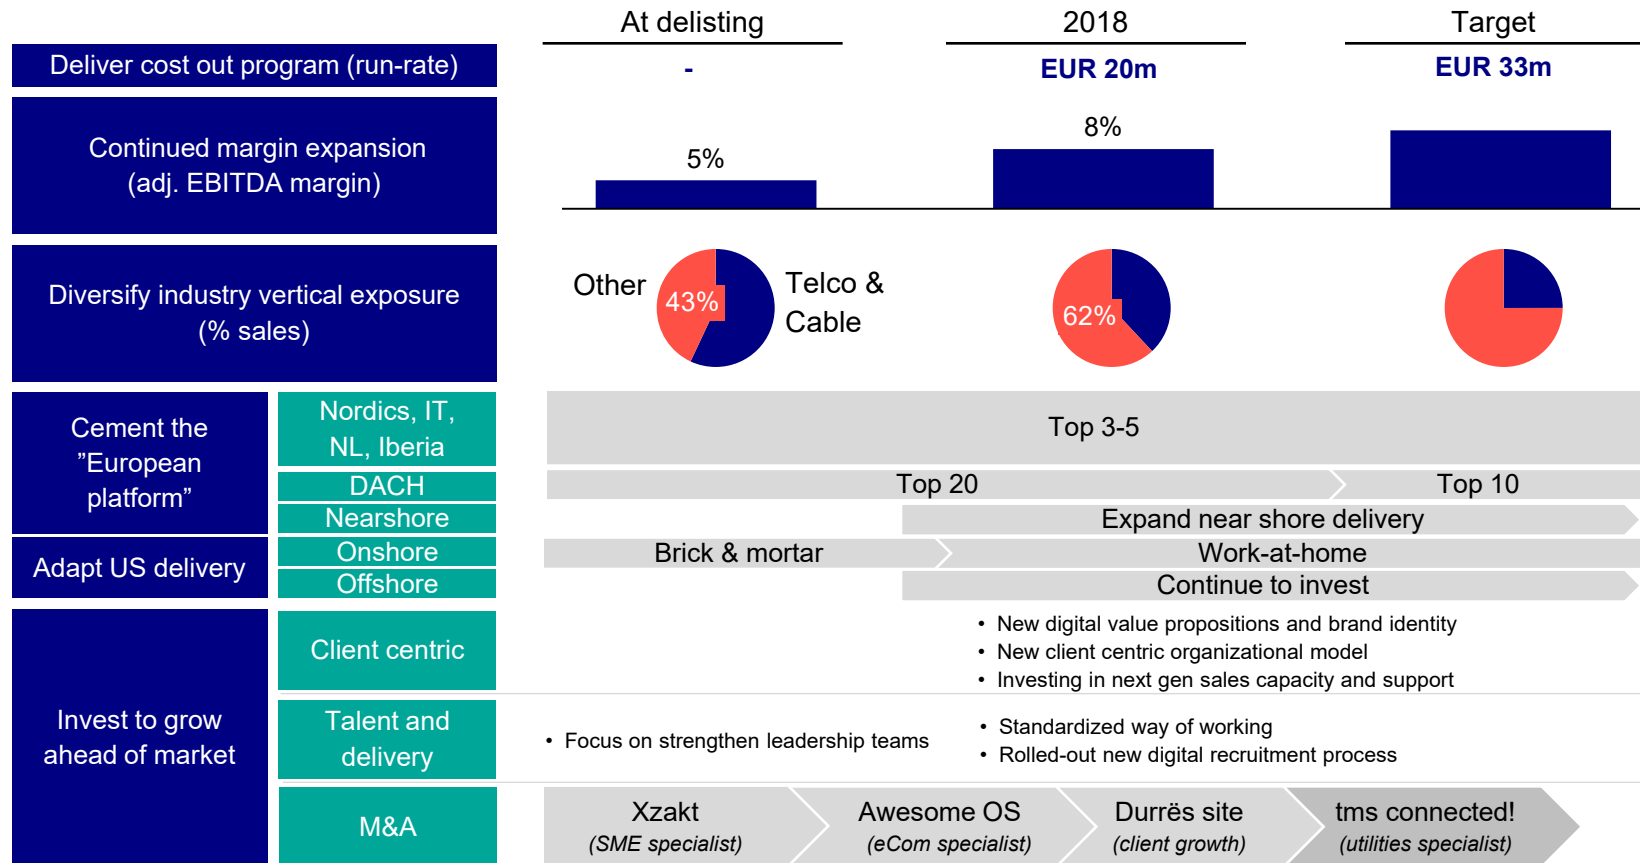 At delisting
2018
Target
Deliver cost out program (run-rate)
-
EUR 20m
EUR 33m
Continued margin expansion
(adj. EBITDA margin)
5%
8%
Diversify industry vertical exposure
(% sales)
Other
43%
Telco &
Cable
62%
Cement the
”European
platform”
Nordics, IT,
NL, Iberia
Top 3-5
DACH
Top 20
Top 10
Nearshore
Expand near shore delivery
Adapt US delivery
Onshore
Brick & mortar
Work-at-home
Offshore
Continue to invest
Invest to grow
ahead of market
Client centric
• New digital value propositions and brand identity
• New client centric organizational model
• Investing in next gen sales capacity and support
Talent and
delivery
• Focus on strengthen leadership teams
• Standardized way of working
• Rolled-out new digital recruitment process
M&A
Xzakt
(SME specialist)
Awesome OS
(eCom specialist)
Durrës site
(client growth)
tms connected!
(utilities specialist)